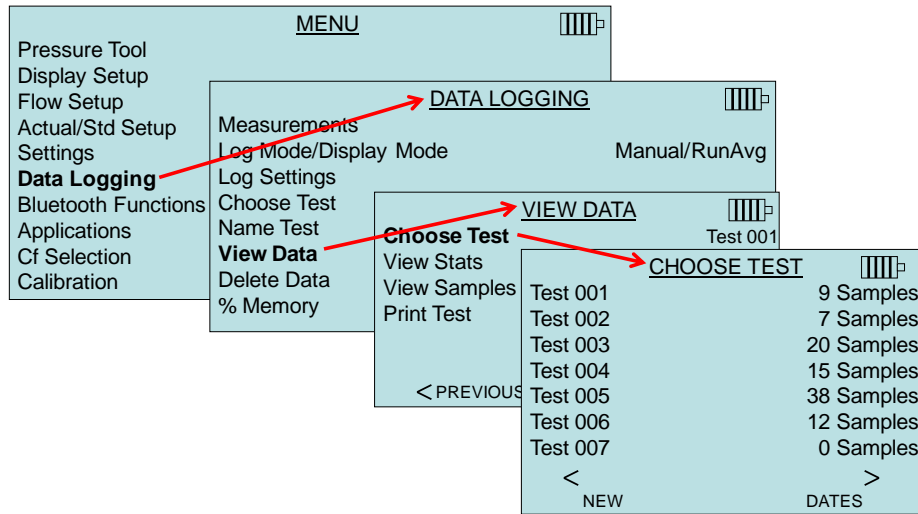 MENU
Pressure Tool
Display Setup
Flow Setup
Actual/Std Setup
Settings
Data Logging
Bluetooth Functions
Applications
Cf Selection
Calibration
DATA LOGGING
Measurements
Log Mode/Display Mode Manual/RunAvg
Log Settings
Choose Test
Name Test
View Data
Delete Data
% Memory
VIEW DATA
Choose Test Test 001
View Stats
View Samples
Print Test
< PREVIOUS
CHOOSE TEST
Test 001 9 Samples
Test 002 7 Samples
Test 003 20 Samples
Test 004 15 Samples
Test 005 38 Samples
Test 006 12 Samples
Test 007 0 Samples
< >
NEW DATES